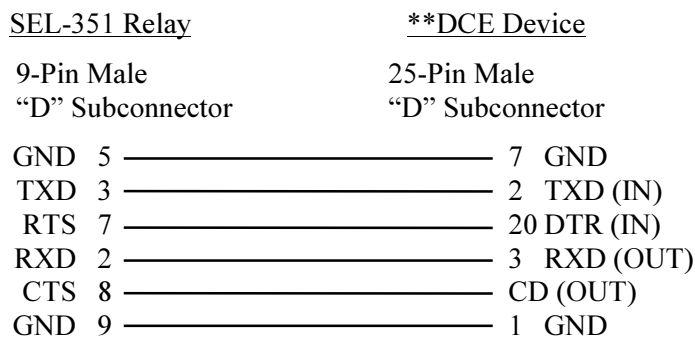 SEL-351 Relay **DCE Device
9-Pin Male 25-Pin Male
“D” Subconnector “D” Subconnector
GND 5 7 GND
TXD 3 2 TXD (IN)
RTS 7 20 DTR (IN)
RXD 2 3 RXD (OUT)
CTS 8 CD (OUT)
GND 9 1 GND